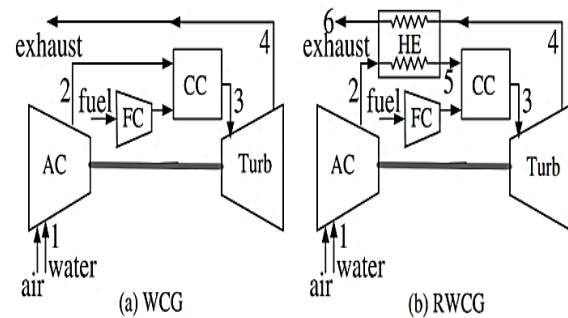 exhaust
4
2
fuel
FC
CC
3
AC
Turb
1
air
water
(a) WCG
6
exhaust
HE
4
2
5
fuel
FC
CC
3
AC
Turb
1
air
water
(b) RWCG